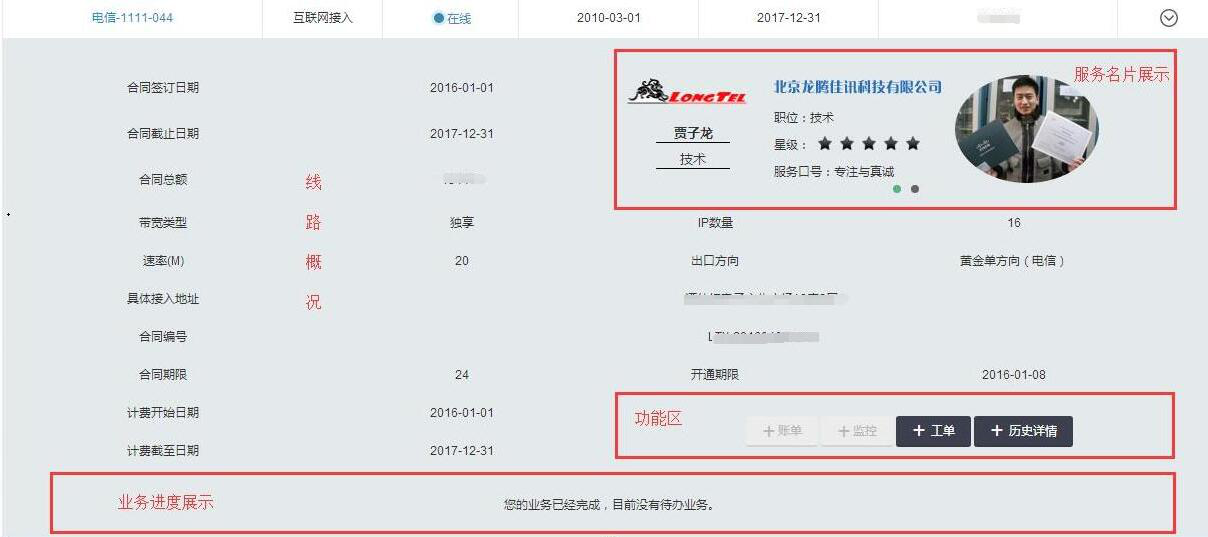 电信-1111-044 互联网接入 在线 2010-03-01 2017-12-31
服务名片展示
合同签订日期 2016-01-01
LONGTEL
北京龙腾佳讯科技有限公司
职位：技术
贾子龙
星级：
技术
服务口号：专注与真诚
合同截止日期 2017-12-31
合同总额
线路概况
带宽类型 独享 IP数量 16
速率(M) 20 出口方向 黄金单方向（电信）
具体接入地址
合同编号
合同期限 24 开通期限 2016-01-08
计费开始日期 2016-01-01
功能区
+账单 +监控 +工单 +历史详情
计费截至日期 2017-12-31
业务进度展示
您的业务已经完成，目前没有待办业务。